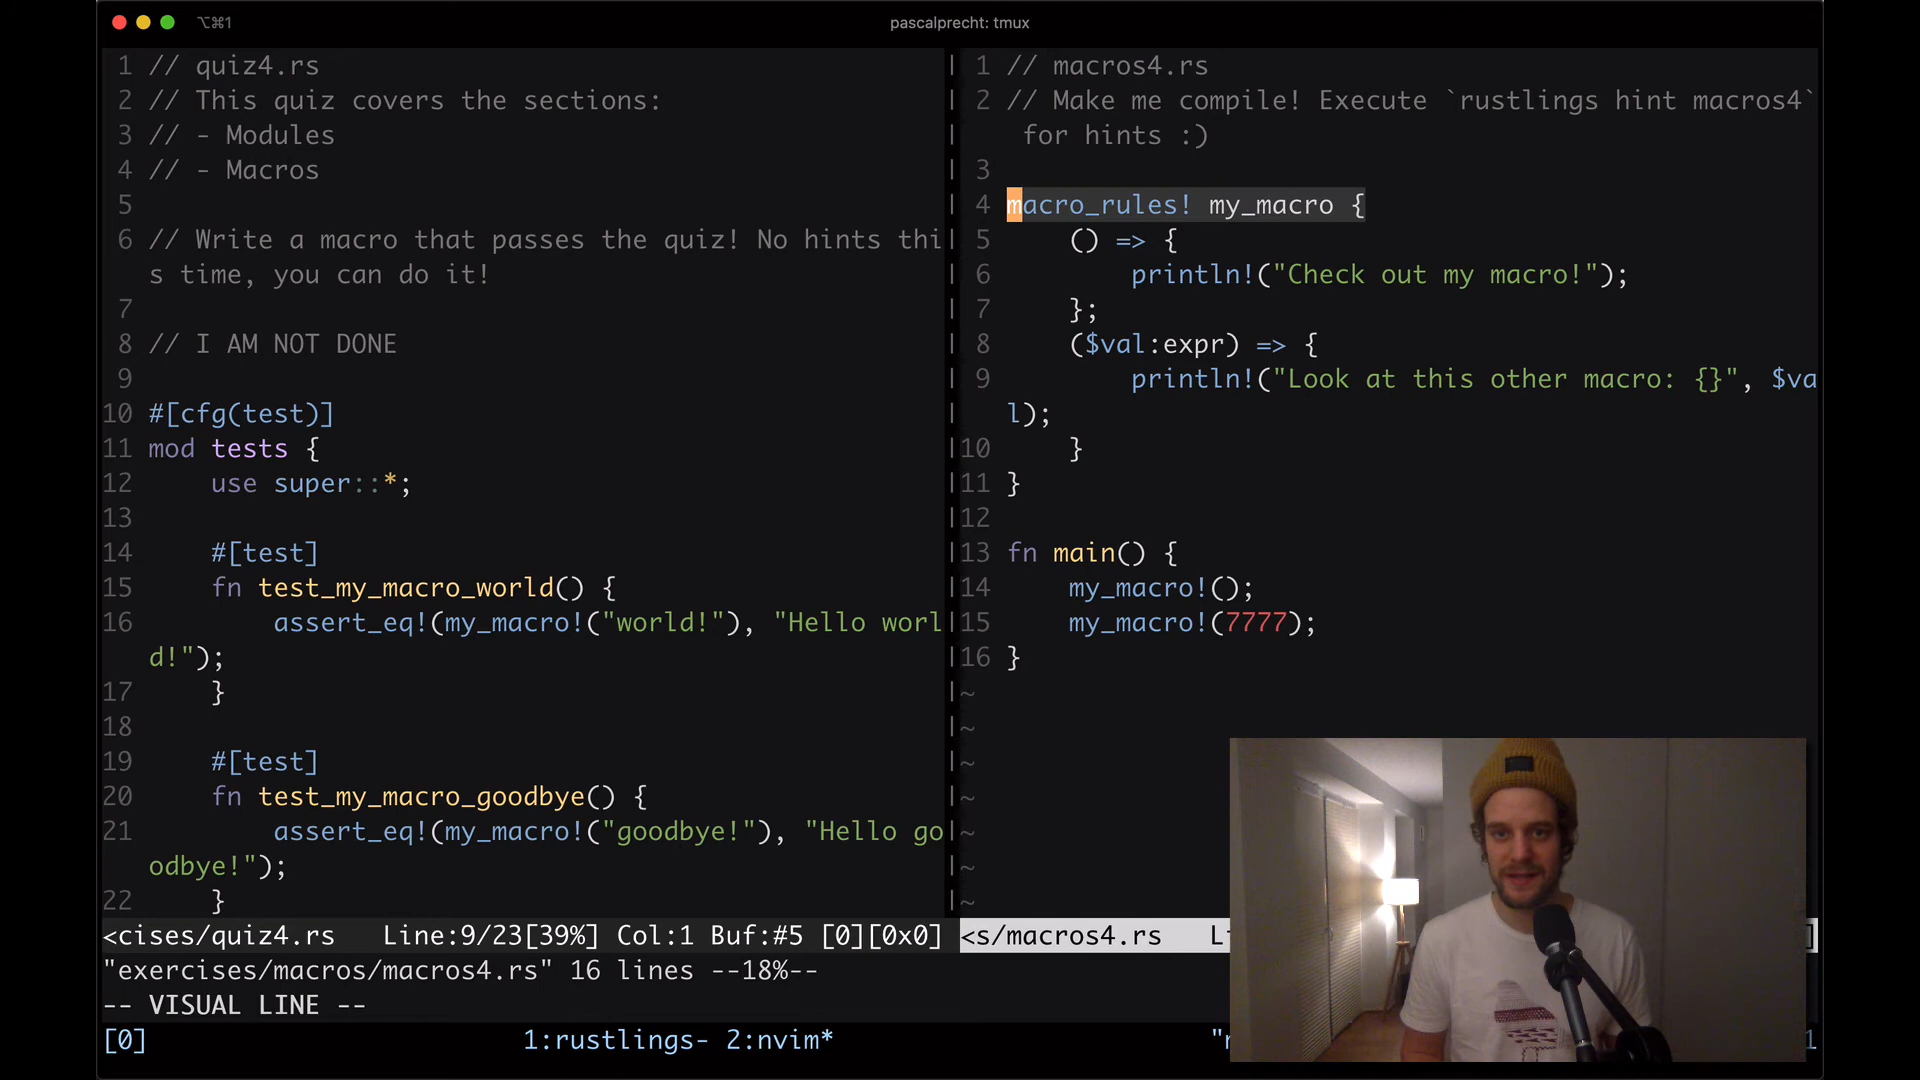 ⌥⌘1
pascalprecht: tmux
1 // quiz4.rs
2 // This quiz covers the sections:
3 // - Modules
4 // - Macros
5
6 // Write a macro that passes the quiz! No hints thi
s time, you can do it!
7
8 // I AM NOT DONE
9
10 #[cfg(test)]
11 mod tests {
12     use super::*;
13
14     #[test]
15     fn test_my_macro_world() {
16         assert_eq!(my_macro!("world!"), "Hello worl
d!");
17     }
18
19     #[test]
20     fn test_my_macro_goodbye() {
21         assert_eq!(my_macro!("goodbye!"), "Hello go
odbye!");
22     }
<cises/quiz4.rs   Line:9/23[39%] Col:1 Buf:#5 [0][0x0]
1 // macros4.rs
2 // Make me compile! Execute `rustlings hint macros4`
 for hints :)
3
4 macro_rules! my_macro {
5     () => {
6         println!("Check out my macro!");
7     };
8     ($val:expr) => {
9         println!("Look at this other macro: {}", $va
l);
10     }
11 }
12
13 fn main() {
14     my_macro!();
15     my_macro!(7777);
16 }
~
~
~
~
~
~
~
<s/macros4.rs
"exercises/macros/macros4.rs" 16 lines --18%--
-- VISUAL LINE --
[0] 1:rustlings- 2:nvim*